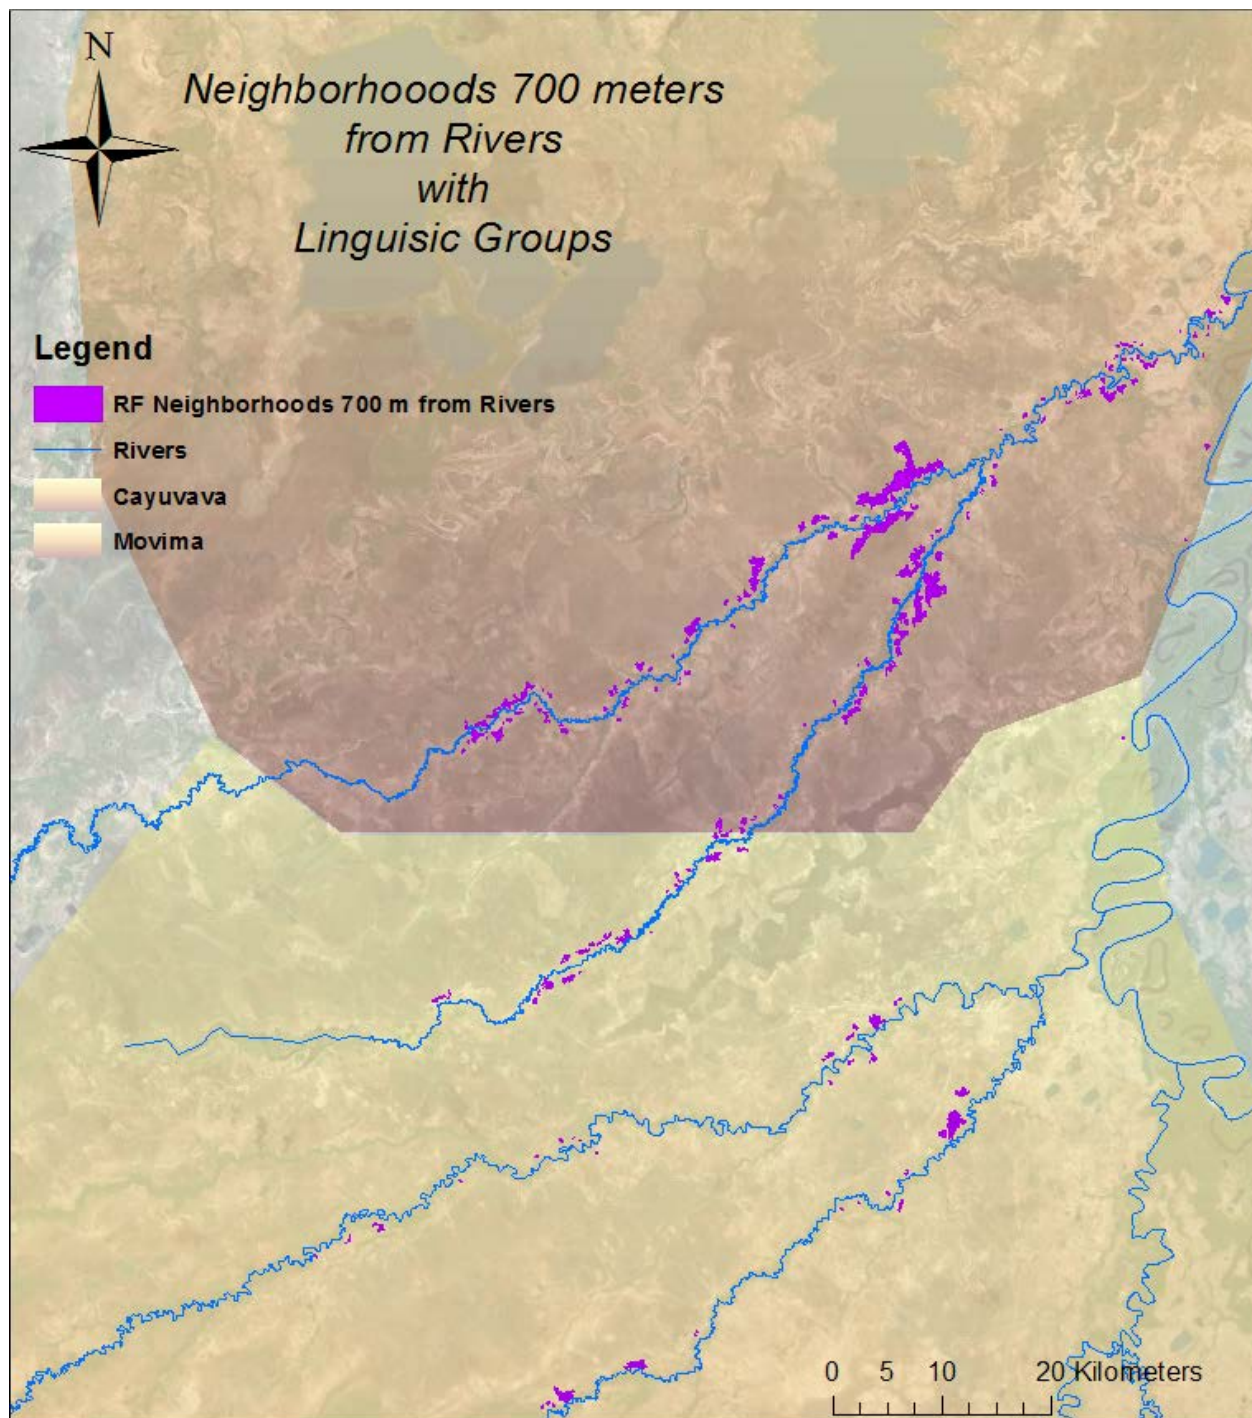 N
Neighborhooods 700 meters
from Rivers
with
Linguisic Groups
Legend
RF Neighborhoods 700 m from Rivers
Rivers
Cayuvava
Movima
0 5 10 20 Kilometers